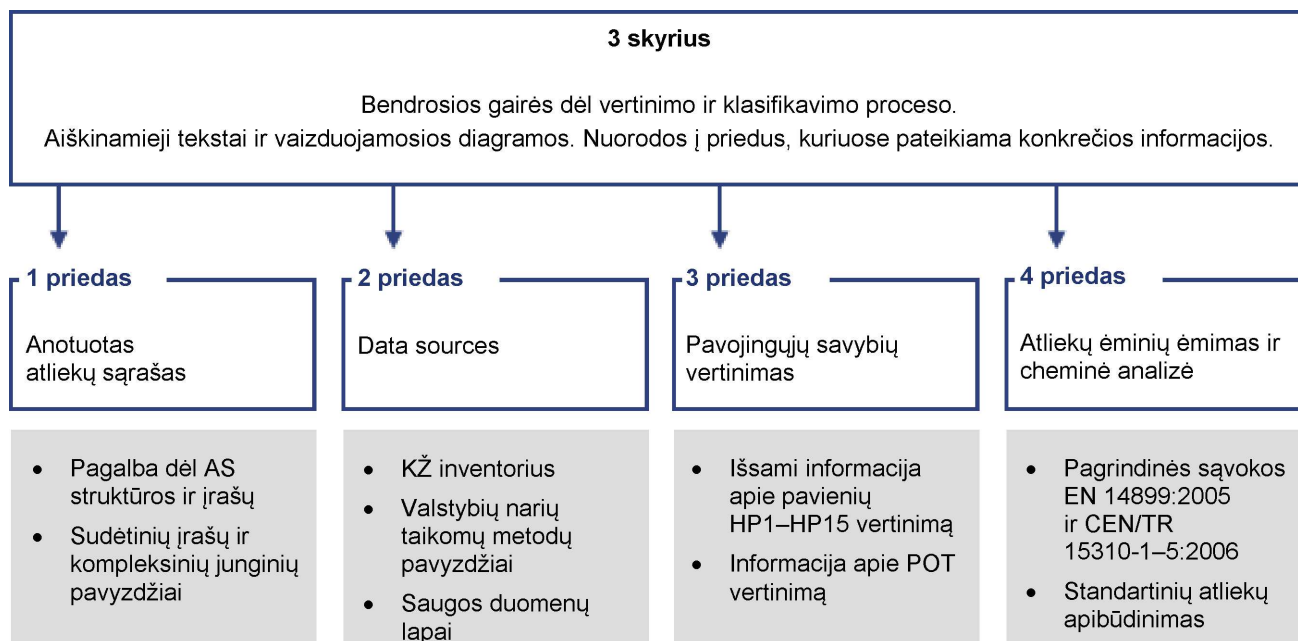 3 skyrius
Bendrosios gairės dėl vertinimo ir klasifikavimo proceso.
Aiškinamieji tekstai ir vaizduojamosios diagramos. Nuorodos į priedus, kuriuose pateikiama konkrečios informacijos.
1 priedas
Anotuotas
atliekų sąrašas
• Pagalba dėl AS
struktūros ir įrašų
• Sudėtinių įrašų ir
kompleksinių junginių
pavyzdžiai
2 priedas
Data sources
• KŽ inventorius
• Valstybių narių
taikomų metodų
pavyzdžiai
• Saugos duomenų
lapai
3 priedas
Pavojingųjų savybių
vertinimas
• Išsami informacija
apie pavienių
HP1–HP15 vertinimą
• Informacija apie POT
vertinimą
4 priedas
Atliekų ėminių ėmimas ir
cheminė analizė
• Pagrindinės sąvokos
EN 14899:2005
ir CEN/TR
15310-1–5:2006
• Standartinių atliekų
apibūdinimas